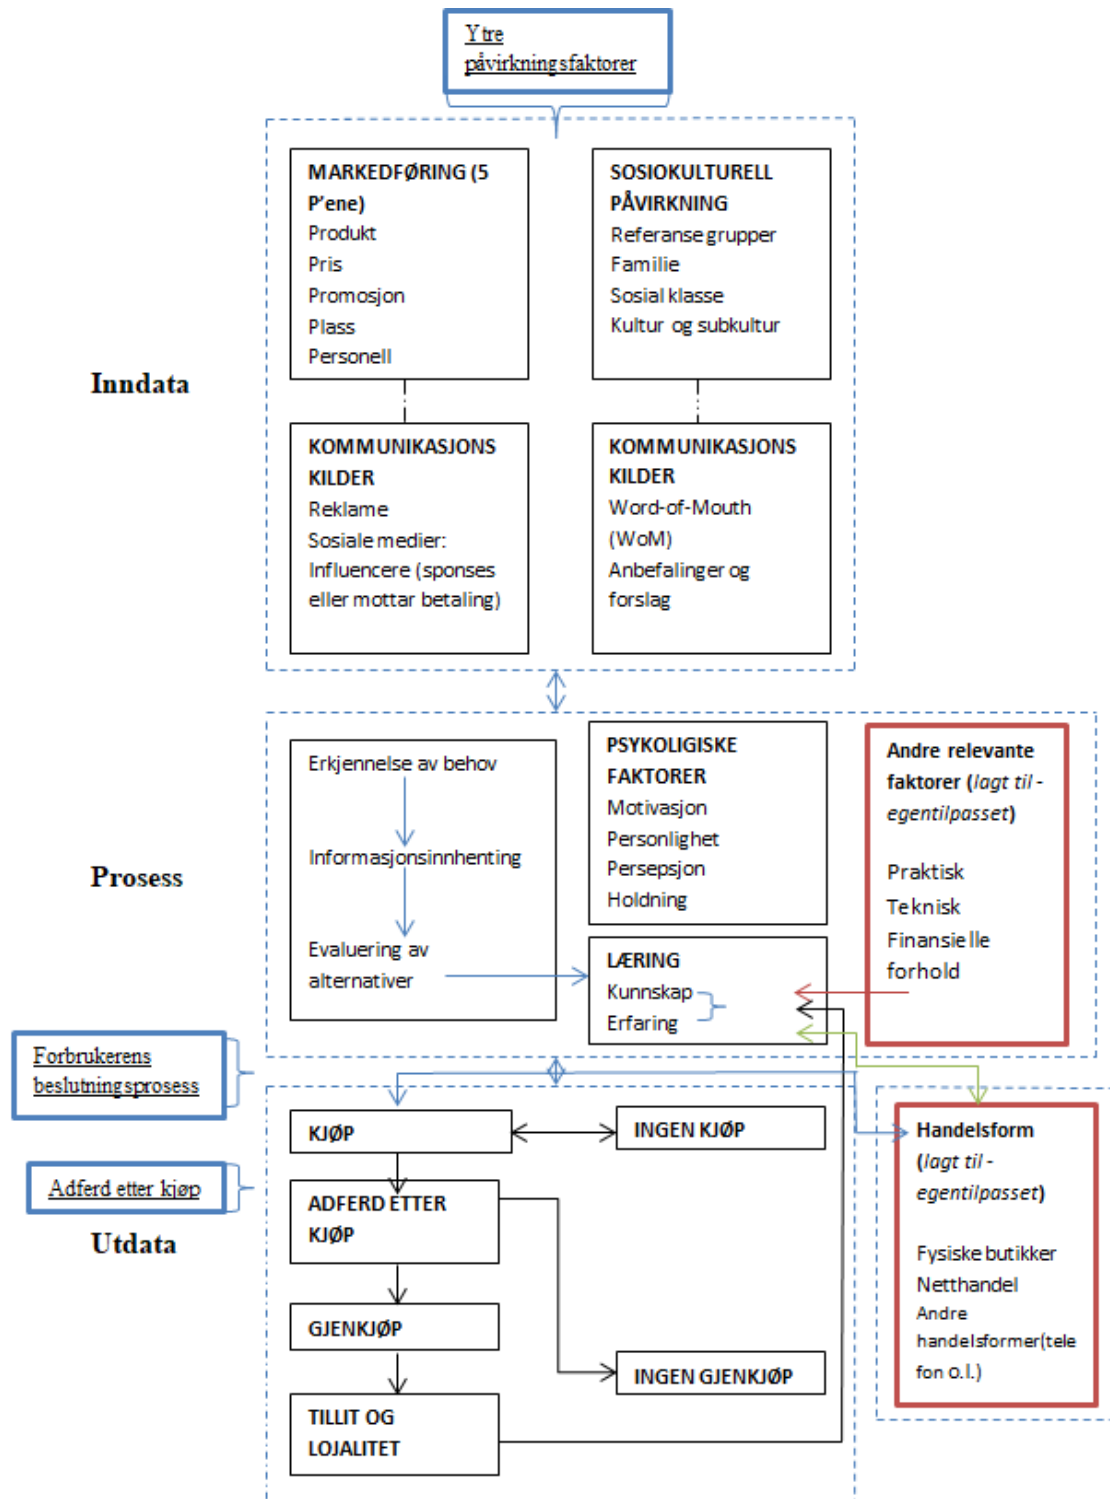 Ytre
påvirkningsfaktorer
MARKEDFØRING (5
P'ene)
Produkt
Pris
Promosjon
Plass
Personell
SOSIOKULTURELL
PÅVIRKNING
Referanse grupper
Familie
Sosial klasse
Kultur og subkultur
Inndata
KOMMUNIKASJONS
KILDER
Reklame
Sosiale medier:
Influencere (sponses
eller mottar betaling)
KOMMUNIKASJONS
KILDER
Word-of-Mouth
(WoM)
Anbefalinger og
forslag
Prosess
Erkjennelse av behov
Informasjonsinnhenting
Evaluering av
alternativer
PSYKOLIGISKE
FAKTORER
Motivasjon
Personlighet
Persepsjon
Holdning
LÆRING
Kunnskap
Erfaring
Andre relevante
faktorer (lagt til -
egentilpasset)
Praktisk
Teknisk
Finansielle
forhold
Forbrukerens
beslutningsprosess
Adferd etter kjøp
Utdata
KJØP
INGEN KJØP
ADFERD ETTER
KJØP
GJENKJØP
INGEN GJENKJØP
TILLIT OG
LOJALITET
Handelsform
(lagt til -
egentilpasset)
Fysiske butikker
Netthandel
Andre
handelsformer(tele
fon o.l.)